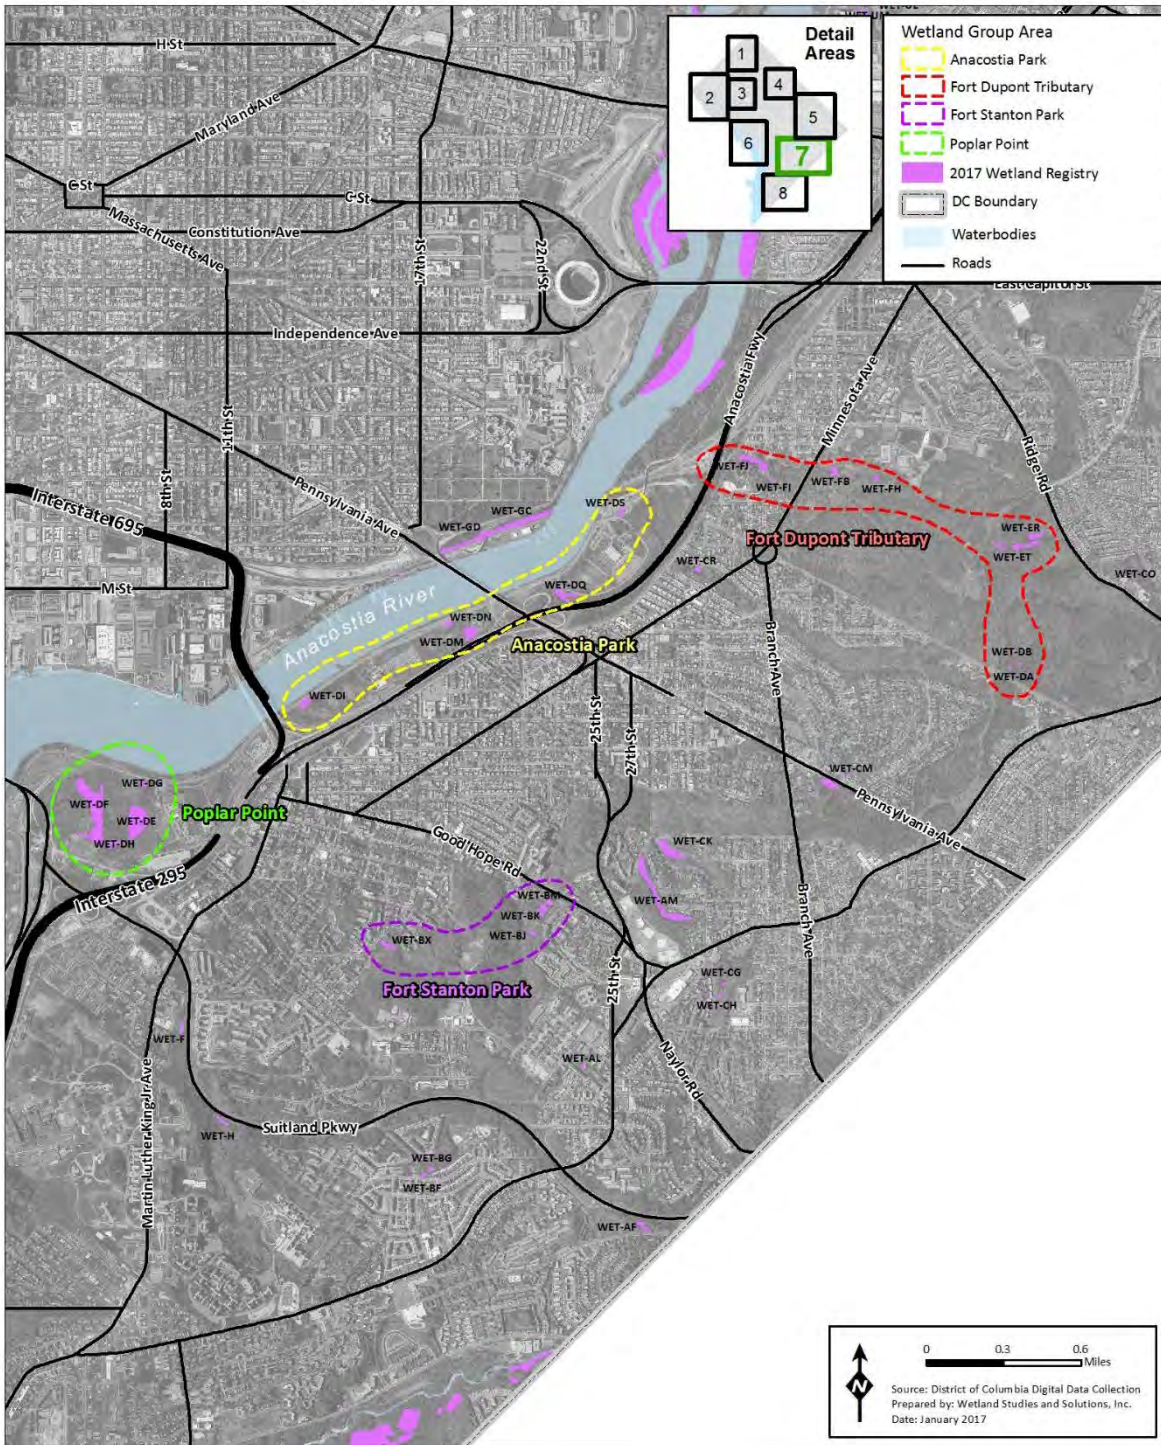 H St
Maryland Ave
C St
C St
Massachusetts Ave
Constitution Ave
17th St
22nd St
Independence Ave
11th St
8th St
Pennsylvania Ave
Interstate 695
M St
Detail
Areas
1
2
3
4
5
6
7
8
Wetland Group Area
Anacostia Park
Fort Dupont Tributary
Fort Stanton Park
Poplar Point
2017 Wetland Registry
DC Boundary
Waterbodies
Roads
East Capitol St
Anacostia Fwy
Minnesota Ave
Ridge Rd
WET-FJ
WET-FI
WET-FB
WET-FH
WET-DS
WET-GC
WET-GD
WET-ER
WET-ET
Fort Dupont Tributary
WET-CR
WET-CO
WET-DQ
Anacostia River
WET-DN
WET-DM
Anacostia Park
Branch Ave
WET-DB
WET-DA
WET-DI
25th St
27th St
WET-DG
WET-DF
WET-DE
WET-DH
Poplar Point
WET-CM
Pennsylvania Ave
Good Hope Rd
WET-CK
WET-AM
Interstate 295
WET-BM
WET-BK
WET-BJ
WET-BX
Branch Ave
Fort Stanton Park
25th St
WET-CG
WET-CH
WET-F
WET-AL
Naylor Rd
WET-H
Suitland Pkwy
Martin Luther King Jr Ave
WET-BG
WET-BF
WET-AF
N
0 0.3 0.6
Miles
Source: District of Columbia Digital Data Collection
Prepared by: Wetland Studies and Solutions, Inc.
Date: January 2017